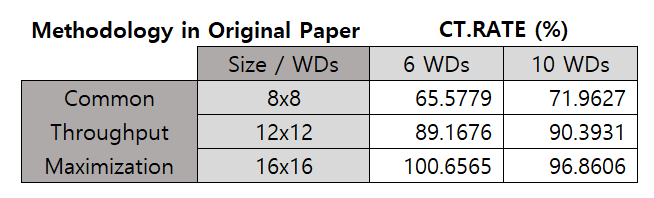 Methodology in Original Paper CT.RATE (%)
Size / WDs 6 WDs 10 WDs
Common 8x8 65.5779 71.9627
Throughput 12x12 89.1676 90.3931
Maximization 16x16 100.6565 96.8606